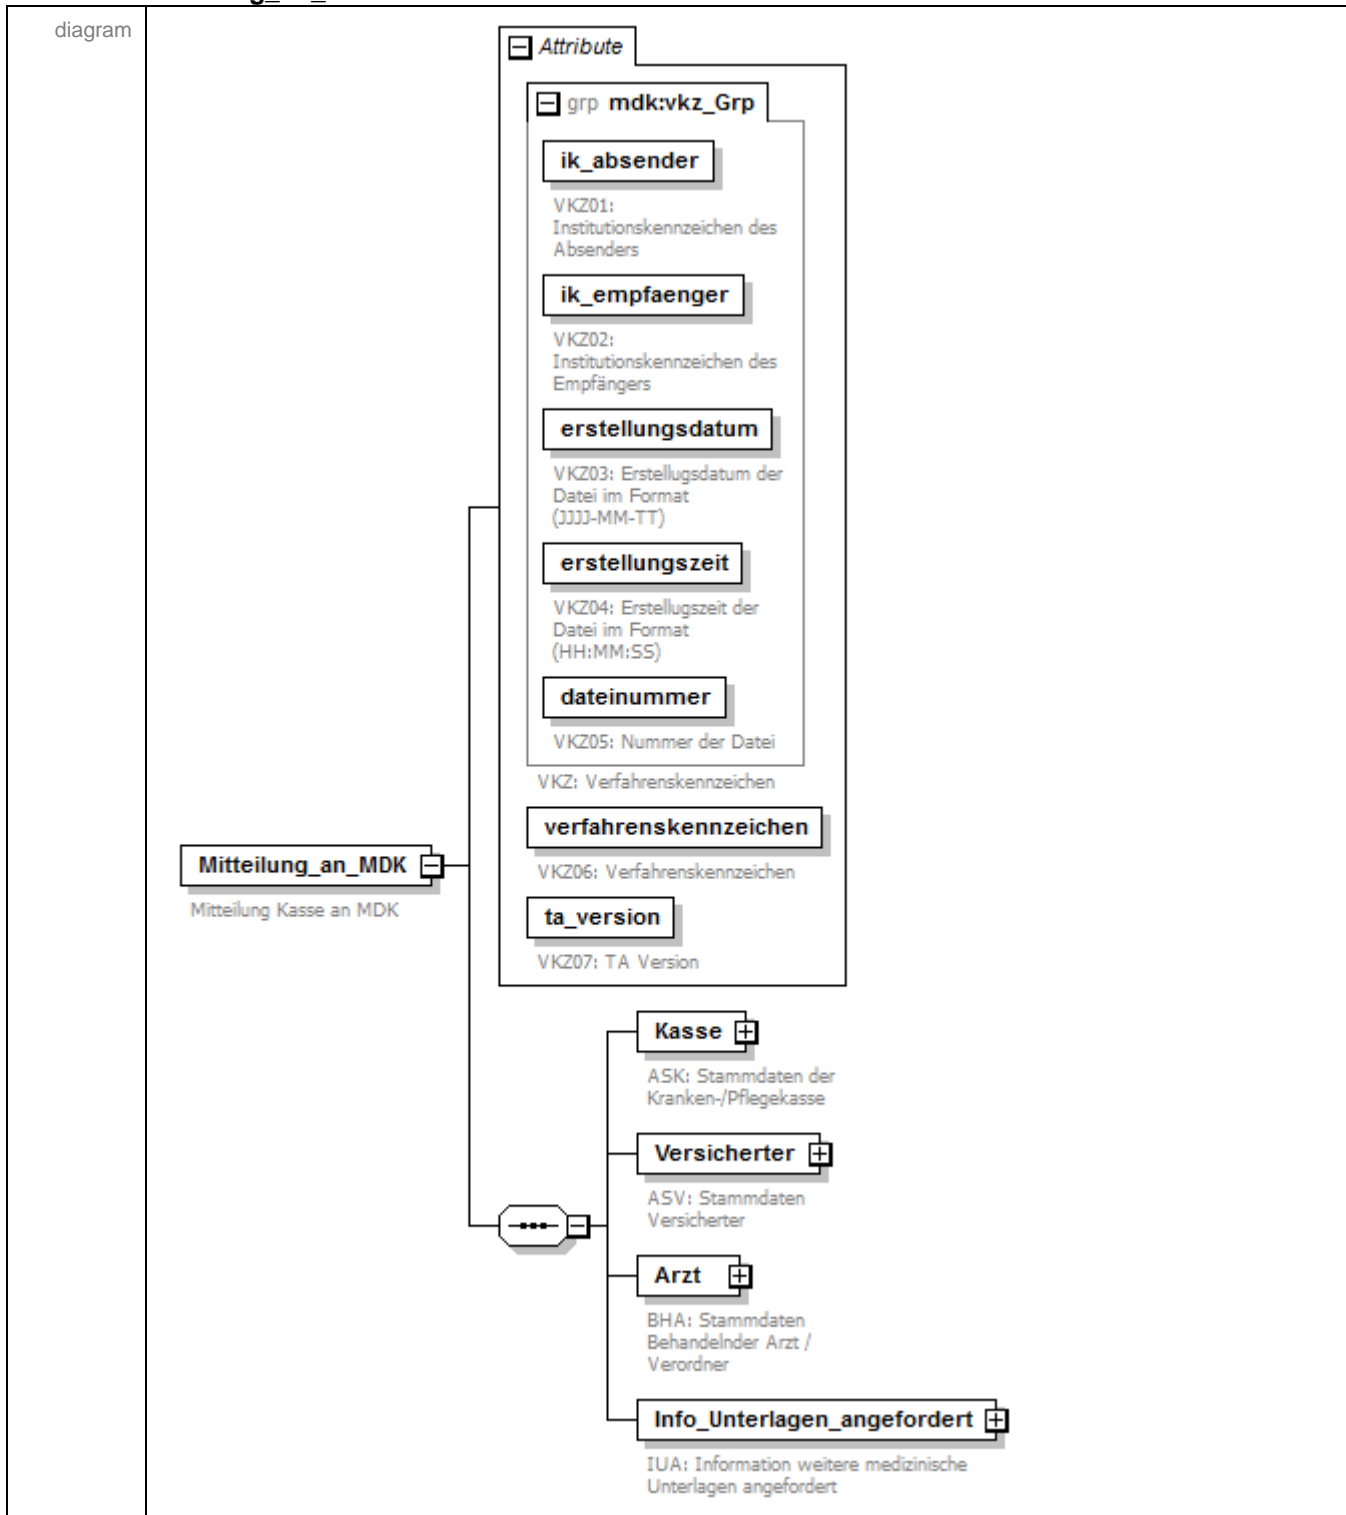 diagram
Attribute
grp mdk:vkz_Grp
ik_absender
VKZ01:
Institutionskennzeichen des
Absenders
ik_empfaenger
VKZ02:
Institutionskennzeichen des
Empfängers
erstellungsdatum
VKZ03: Erstellugsdatum der
Datei im Format
(JJJJ-MM-TT)
erstellungszeit
VKZ04: Erstellugszeit der
Datei im Format
(HH:MM:SS)
dateinummer
VKZ05: Nummer der Datei
VKZ: Verfahrenskennzeichen
verfahrenskennzeichen
VKZ06: Verfahrenskennzeichen
ta_version
VKZ07: TA Version
Mitteilung_an_MDK
Mitteilung Kasse an MDK
Kasse
ASK: Stammdaten der
Kranken-/Pflegekasse
Versicherter
ASV: Stammdaten
Versicherter
Arzt
BHA: Stammdaten
Behandelnder Arzt /
Verordner
Info_Unterlagen_angefordert
IUA: Information weitere medizinische
Unterlagen angefordert